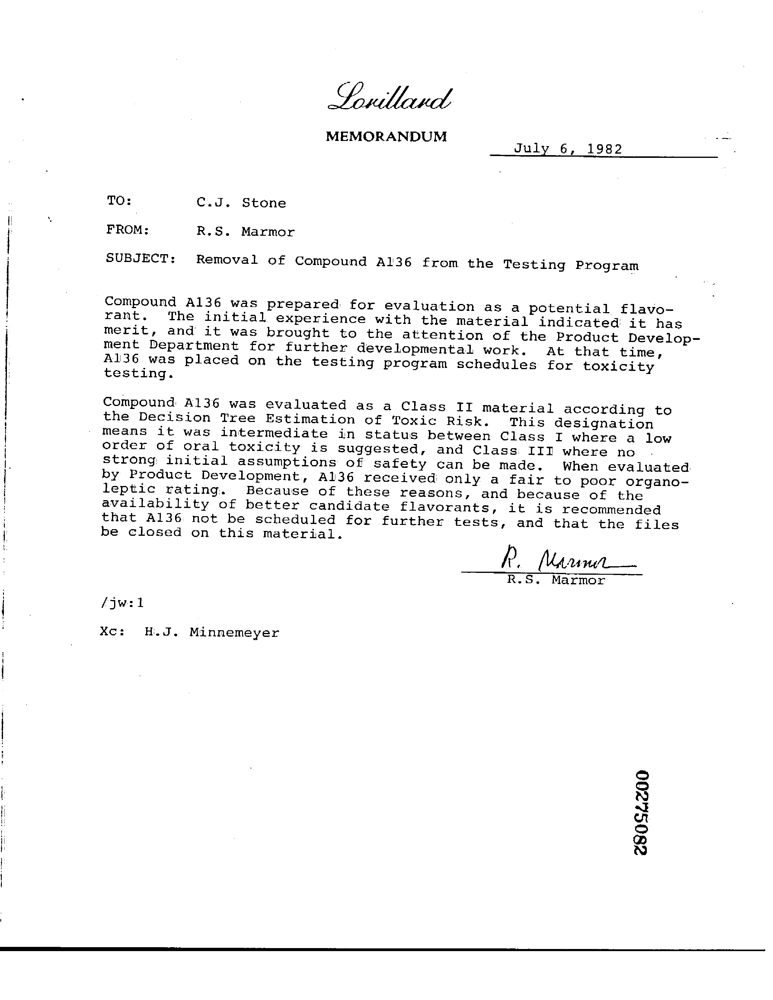 Lorillard
MEMORANDUM
July 6, 1982
TO: C.J. Stone
FROM: R.S. Marmor
SUBJECT: Removal of Compound A136 from the Testing Program
Compound A136 was prepared for evaluation as a potential flavo-
rant. The initial experience with the material indicated it has
merit, and it was brought to the attention of the Product Develop-
ment Department for further developmental work. At that time,
A136 was placed on the testing program schedules for toxicity
testing.
Compound A136 was evaluated as a Class II material according to
the Decision Tree Estimation of Toxic Risk. This designation
means it was intermediate in status between Class I where a low
order of oral toxicity is suggested, and Class III where no
strong initial assumptions of safety can be made. When evaluated
by Product Development, A136 received only a fair to poor organo-
leptic rating. Because of these reasons, and because of the
availability of better candidate flavorants, it is recommended
that A136 not be scheduled for further tests, and that the files
be closed on this material.
R. Marmor
R.S. Marmor
/jw:1
Xc: H.J. Minnemeyer
00275082